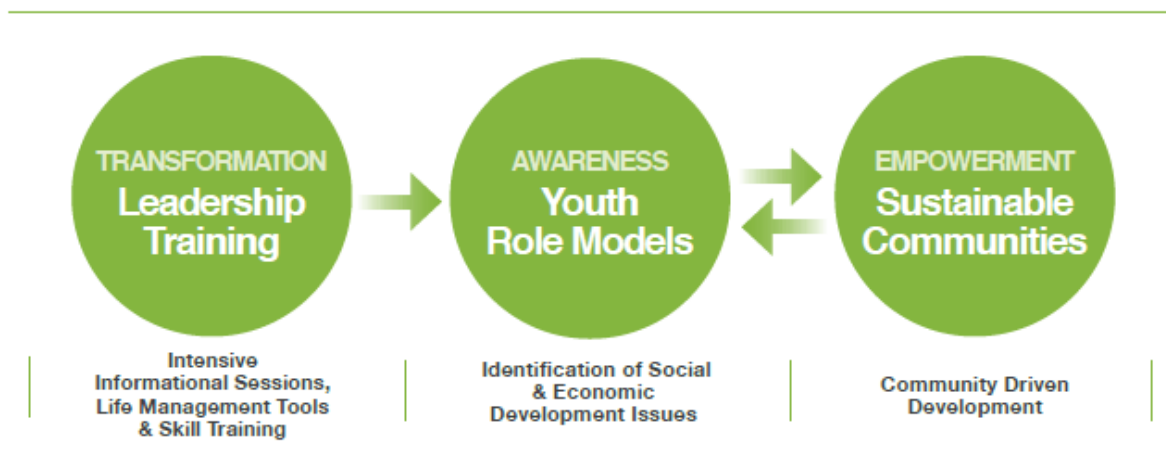 TRANSFORMATION
Leadership
Training
AWARENESS
Youth
Role Models
EMPOWERMENT
Sustainable
Communities
Intensive
Informational Sessions,
Life Management Tools
& Skill Training
Identification of Social
& Economic
Development Issues
Community Driven
Development